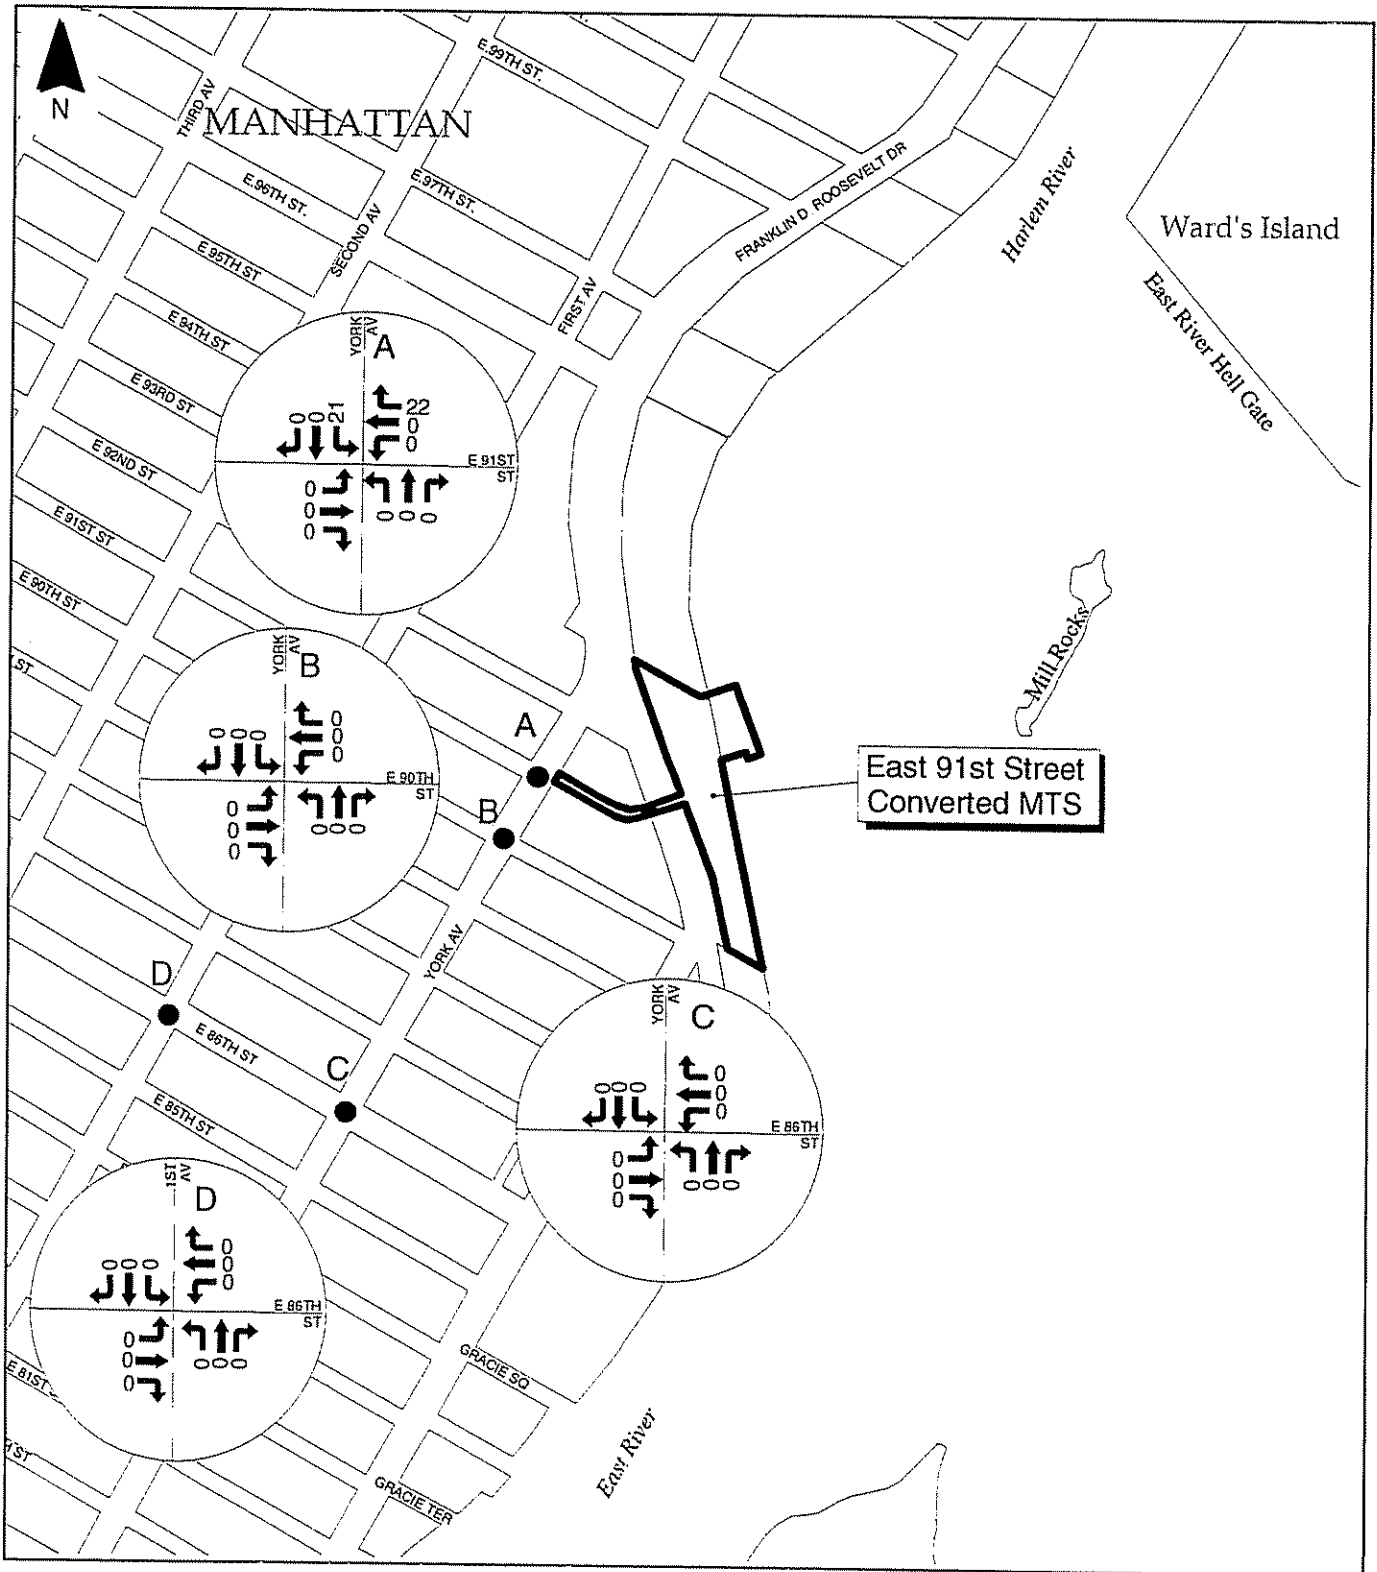 N
MANHATTAN
THIRD AV
E.99TH ST.
E.96TH ST.
E.97TH ST.
SECOND AV
E 95TH ST
E 94TH ST
E 93RD ST
E 92ND ST
E 91ST ST
E 90TH ST
ST
FIRST AV
FRANKLIN D. ROOSEVELT DR
Harlem River
Ward's Island
East River Hell Gate
Mill Rocks
YORK
AV
A
0 0 21
22
0
0
E 91ST
ST
0
0
0
0 0 0
YORK
AV
B
0 0 0
0
0
0
E 90TH
ST
0
0
0
0 0 0
A
B
East 91st Street
Converted MTS
YORK AV
D
E 86TH ST
C
E 85TH ST
YORK
AV
C
0 0 0
0
0
0
E 86TH
ST
0
0
0
0 0 0
1ST
AV
D
0 0 0
0
0
0
E 86TH
ST
0
0
0
0 0 0
E 81ST
ST
GRACIE SQ
GRACIE TER
East River